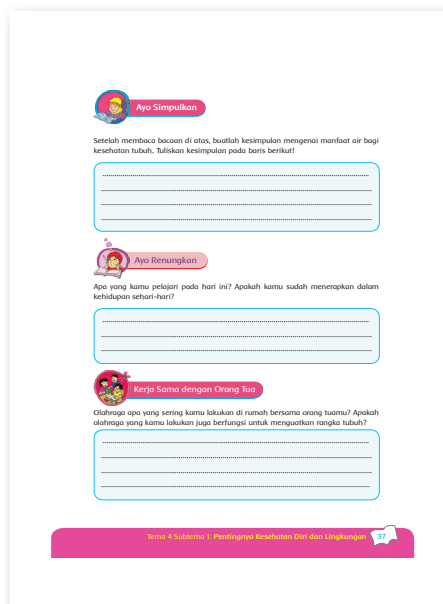 Ayo Simpulkan
Setelah membaca bacaan di atas, buatlah kesimpulan mengenai manfaat air bagi
kesehatan tubuh. Tuliskan kesimpulan pada baris berikut!
Ayo Renungkan
Apa yang kamu pelajari pada hari ini? Apakah kamu sudah menerapkan dalam
kehidupan sehari-hari?
Kerja Sama dengan Orang Tua
Olahraga apa yang sering kamu lakukan di rumah bersama orang tuamu? Apakah
olahraga yang kamu lakukan juga berfungsi untuk menguatkan rangka tubuh?
Tema 4 Subtema 1: Pentingnya Kesehatan Diri dan Lingkungan 37